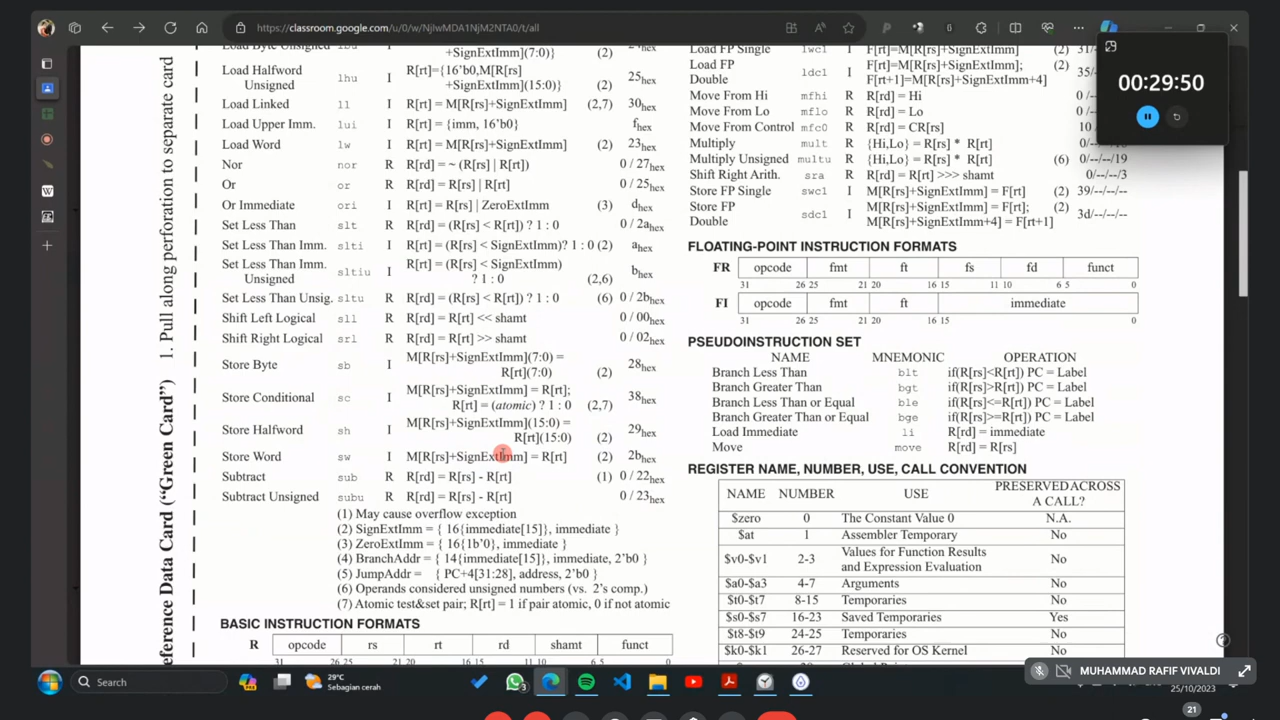 https://classroom.google.com/u/0/w/NjIwMDA1NjM2NTA0/t/all
00:29:50
1. Pull along perforation to separate card
eference Data Card ("Green Card")
+SignExtImm](7:0)} (2)
Load Halfword Unsigned lhu I R[rt]={16'b0,M[R[rs]
+SignExtImm](15:0)} (2) 25hex
Load Linked ll I R[rt] = M[R[rs]+SignExtImm] (2,7) 30hex
Load Upper Imm. lui I R[rt] = {imm, 16'b0} fhex
Load Word lw I R[rt] = M[R[rs]+SignExtImm] (2) 23hex
Nor nor R R[rd] = ~ (R[rs] | R[rt]) 0 / 27hex
Or or R R[rd] = R[rs] | R[rt] 0 / 25hex
Or Immediate ori I R[rt] = R[rs] | ZeroExtImm (3) dhex
Set Less Than slt R R[rd] = (R[rs] < R[rt]) ? 1 : 0 0 / 2ahex
Set Less Than Imm. slti I R[rt] = (R[rs] < SignExtImm)? 1 : 0 (2) ahex
Set Less Than Imm. Unsigned sltiu I R[rt] = (R[rs] < SignExtImm)
? 1 : 0 (2,6) bhex
Set Less Than Unsig. sltu R R[rd] = (R[rs] < R[rt]) ? 1 : 0 (6) 0 / 2bhex
Shift Left Logical sll R R[rd] = R[rt] << shamt 0 / 00hex
Shift Right Logical srl R R[rd] = R[rt] >> shamt 0 / 02hex
Store Byte sb I M[R[rs]+SignExtImm](7:0) =
R[rt](7:0) (2) 28hex
Store Conditional sc I M[R[rs]+SignExtImm] = R[rt];
R[rt] = (atomic) ? 1 : 0 (2,7) 38hex
Store Halfword sh I M[R[rs]+SignExtImm](15:0) =
R[rt](15:0) (2) 29hex
Store Word sw I M[R[rs]+SignExtImm] = R[rt] (2) 2bhex
Subtract sub R R[rd] = R[rs] - R[rt] (1) 0 / 22hex
Subtract Unsigned subu R R[rd] = R[rs] - R[rt] 0 / 23hex
(1) May cause overflow exception
(2) SignExtImm = { 16{immediate[15]}, immediate }
(3) ZeroExtImm = { 16{1b'0}, immediate }
(4) BranchAddr = { 14{immediate[15]}, immediate, 2'b0 }
(5) JumpAddr = { PC+4[31:28], address, 2'b0 }
(6) Operands considered unsigned numbers (vs. 2's comp.)
(7) Atomic test&set pair; R[rt] = 1 if pair atomic, 0 if not atomic
BASIC INSTRUCTION FORMATS
R opcode rs rt rd shamt funct
31 26 25 21 20 16 15 11 10 6 5 0
Load FP Single lwc1 I F[rt]=M[R[rs]+SignExtImm] (2) 31/
Load FP Double ldc1 I F[rt]=M[R[rs]+SignExtImm]; (2)
F[rt+1]=M[R[rs]+SignExtImm+4] 35/
Move From Hi mfhi R R[rd] = Hi 0 /
Move From Lo mflo R R[rd] = Lo 0 /
Move From Control mfc0 R R[rd] = CR[rs] 10 /
Multiply mult R {Hi,Lo} = R[rs] * R[rt] 0/--/--/18
Multiply Unsigned multu R {Hi,Lo} = R[rs] * R[rt] (6) 0/--/--/19
Shift Right Arith. sra R R[rd] = R[rt] >>> shamt 0/--/--/3
Store FP Single swc1 I M[R[rs]+SignExtImm] = F[rt] (2) 39/--/--/--
Store FP Double sdc1 I M[R[rs]+SignExtImm] = F[rt]; (2)
M[R[rs]+SignExtImm+4] = F[rt+1] 3d/--/--/--
FLOATING-POINT INSTRUCTION FORMATS
FR opcode fmt ft fs fd funct
31 26 25 21 20 16 15 11 10 6 5 0
FI opcode fmt ft immediate
31 26 25 21 20 16 15 0
PSEUDOINSTRUCTION SET
NAME MNEMONIC OPERATION
Branch Less Than blt if(R[rs]<R[rt]) PC = Label
Branch Greater Than bgt if(R[rs]>R[rt]) PC = Label
Branch Less Than or Equal ble if(R[rs]<=R[rt]) PC = Label
Branch Greater Than or Equal bge if(R[rs]>=R[rt]) PC = Label
Load Immediate li R[rd] = immediate
Move move R[rd] = R[rs]
REGISTER NAME, NUMBER, USE, CALL CONVENTION
NAME NUMBER USE PRESERVED ACROSS A CALL?
$zero 0 The Constant Value 0 N.A.
$at 1 Assembler Temporary No
$v0-$v1 2-3 Values for Function Results and Expression Evaluation No
$a0-$a3 4-7 Arguments No
$t0-$t7 8-15 Temporaries No
$s0-$s7 16-23 Saved Temporaries Yes
$t8-$t9 24-25 Temporaries No
$k0-$k1 26-27 Reserved for OS Kernel No
MUHAMMAD RAFIF VIVALDI
Search
29°C
Sebagian cerah
25/10/2023
21